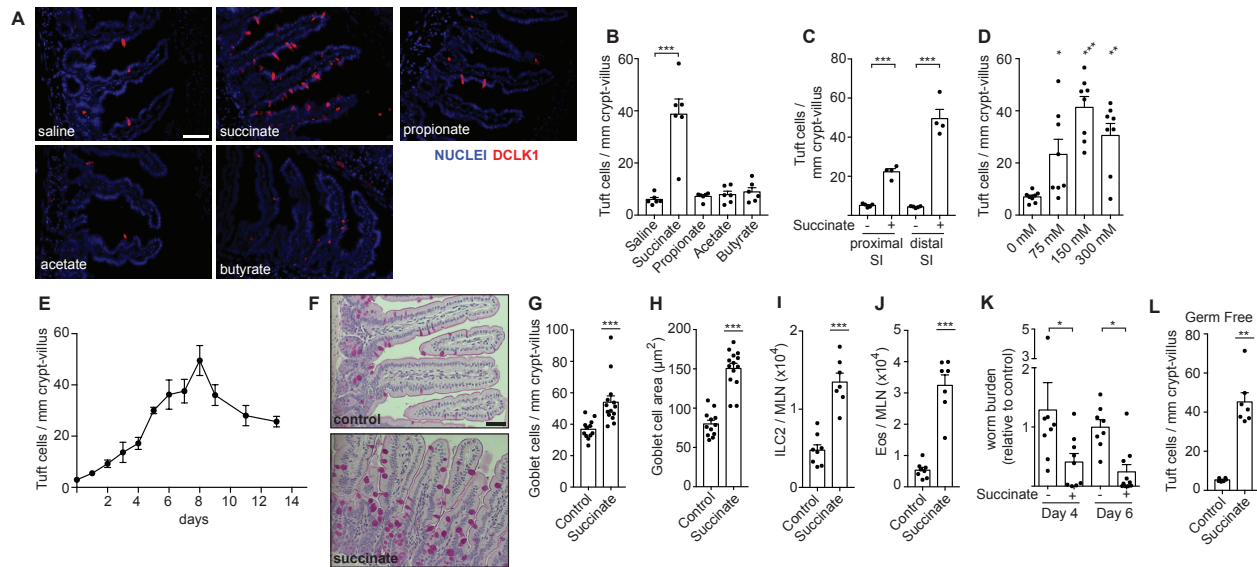 A
saline
succinate
propionate
acetate
butyrate
NUCLEI DCLK1
B
Tuft cells / mm crypt-villus
60
40
20
0
***
Saline
Succinate
Propionate
Acetate
Butyrate
C
Tuft cells /
mm crypt-villus
80
60
40
20
0
*** ***
Succinate - + - +
proximal distal
SI SI
D
Tuft cells / mm crypt-villus
60
40
20
0
* *** **
0 mM
75 mM
150 mM
300 mM
E
Tuft cells / mm crypt-villus
60
40
20
0
0 2 4 6 8 10 12 14
days
F
control
succinate
G
Goblet cells / mm crypt-villus
100
80
60
40
20
0
***
Control
Succinate
H
Goblet cell area (µm²)
200
150
100
50
0
***
Control
Succinate
I
ILC2 / MLN (x10⁴)
2
1
0
***
Control
Succinate
J
Eos / MLN (x10⁴)
5
4
3
2
1
0
***
Control
Succinate
K
worm burden
(relative to control)
5
4
3
2
1
0
* *
Succinate - + - +
Day 4 Day 6
L
Germ Free
Tuft cells / mm crypt-villus
80
60
40
20
0
**
Control
Succinate